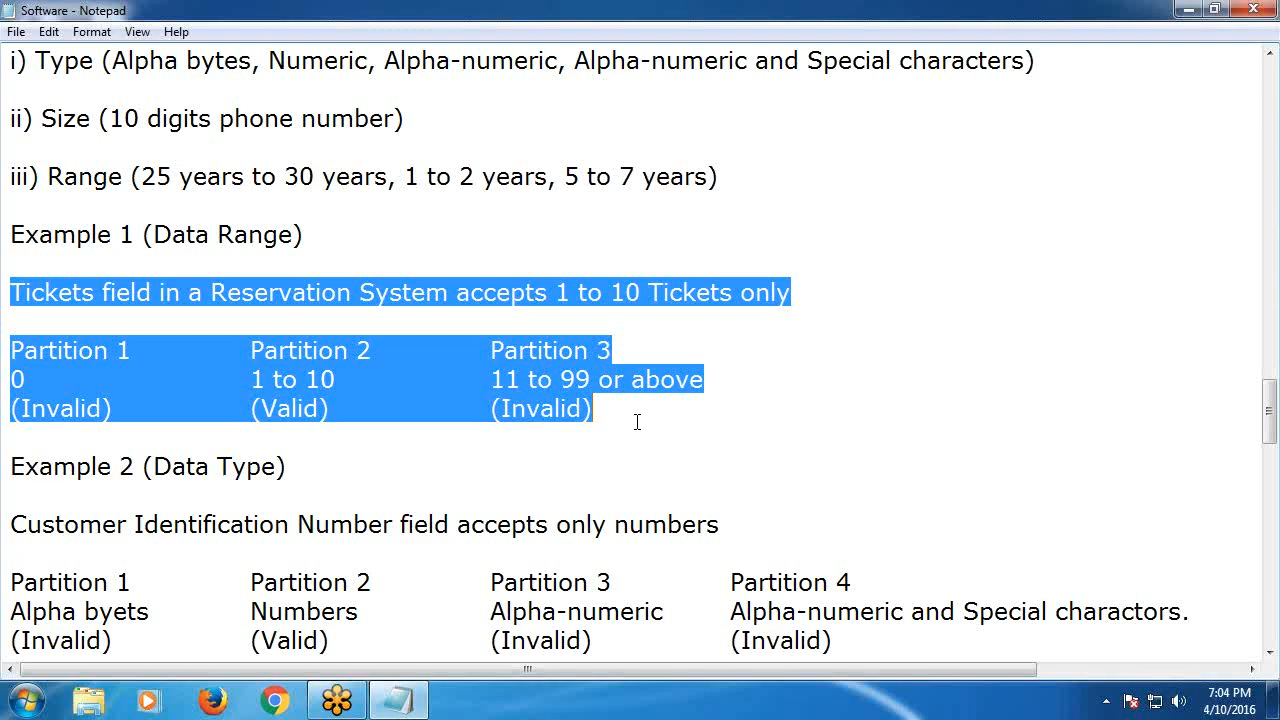 Software - Notepad
File Edit Format View Help
i) Type (Alpha bytes, Numeric, Alpha-numeric, Alpha-numeric and Special characters)
ii) Size (10 digits phone number)
iii) Range (25 years to 30 years, 1 to 2 years, 5 to 7 years)
Example 1 (Data Range)
Tickets field in a Reservation System accepts 1 to 10 Tickets only
Partition 1 Partition 2 Partition 3
0 1 to 10 11 to 99 or above
(Invalid) (Valid) (Invalid)
Example 2 (Data Type)
Customer Identification Number field accepts only numbers
Partition 1 Partition 2 Partition 3 Partition 4
Alpha byets Numbers Alpha-numeric Alpha-numeric and Special charactors.
(Invalid) (Valid) (Invalid) (Invalid)
7:04 PM
4/10/2016